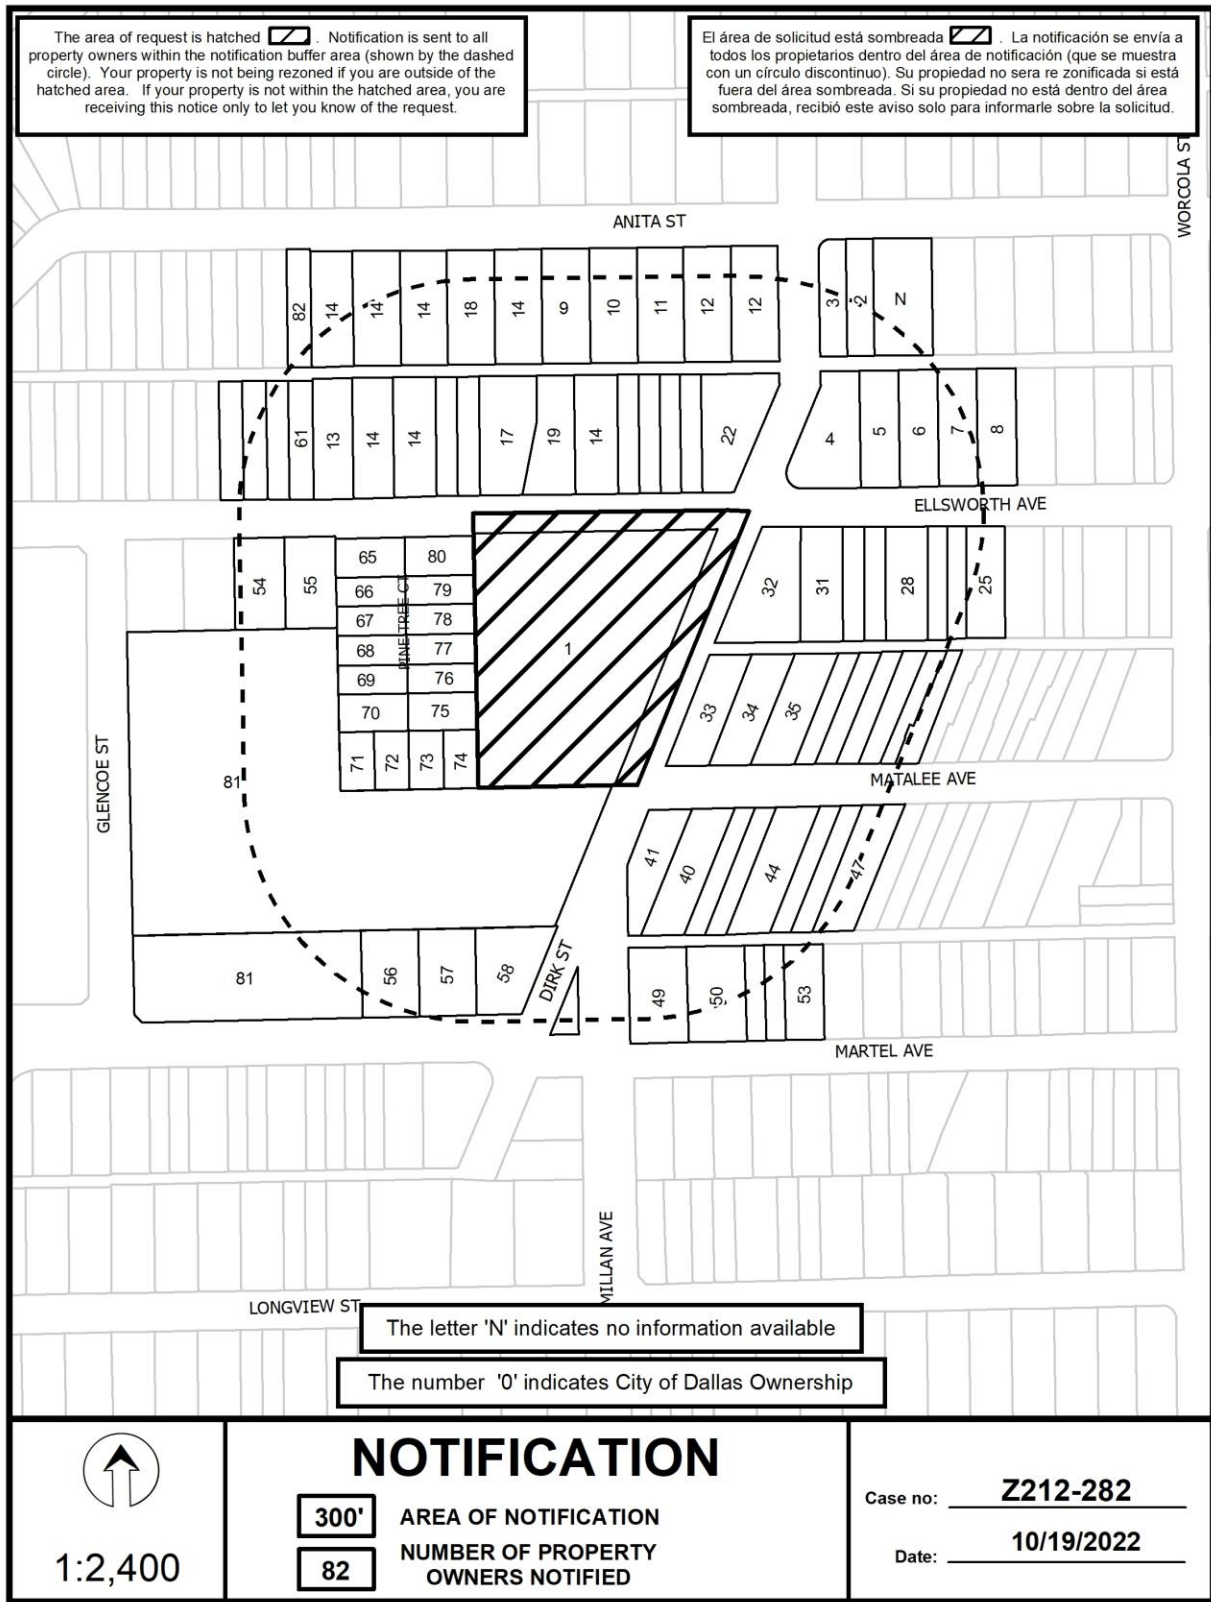 The area of request is hatched . Notification is sent to all
property owners within the notification buffer area (shown by the dashed
circle). Your property is not being rezoned if you are outside of the
hatched area. If your property is not within the hatched area, you are
receiving this notice only to let you know of the request.
El área de solicitud está sombreada . La notificación se envía a
todos los propietarios dentro del área de notificación (que se muestra
con un círculo discontinuo). Su propiedad no sera re zonificada si está
fuera del área sombreada. Si su propiedad no está dentro del área
sombreada, recibió este aviso solo para informarle sobre la solicitud.
WORCOLA ST
ANITA ST
82 14 14 14 18 14 9 10 11 12 12 3 2 N
61 13 14 14 17 19 14 22 4 5 6 7 8
ELLSWORTH AVE
54 55 65 80 32 31 28 25
66 79
67 78
PINE TREE CT
68 77 1
69 76
70 75 33 34 35
71 72 73 74
MATALEE AVE
GLENCOE ST
81
41 40 44 47
81 56 57 58 DIRK ST 49 50 53
MARTEL AVE
MILLAN AVE
LONGVIEW ST
The letter 'N' indicates no information available
The number '0' indicates City of Dallas Ownership
1:2,400
NOTIFICATION
300' AREA OF NOTIFICATION
82 NUMBER OF PROPERTY
OWNERS NOTIFIED
Case no: Z212-282
Date: 10/19/2022